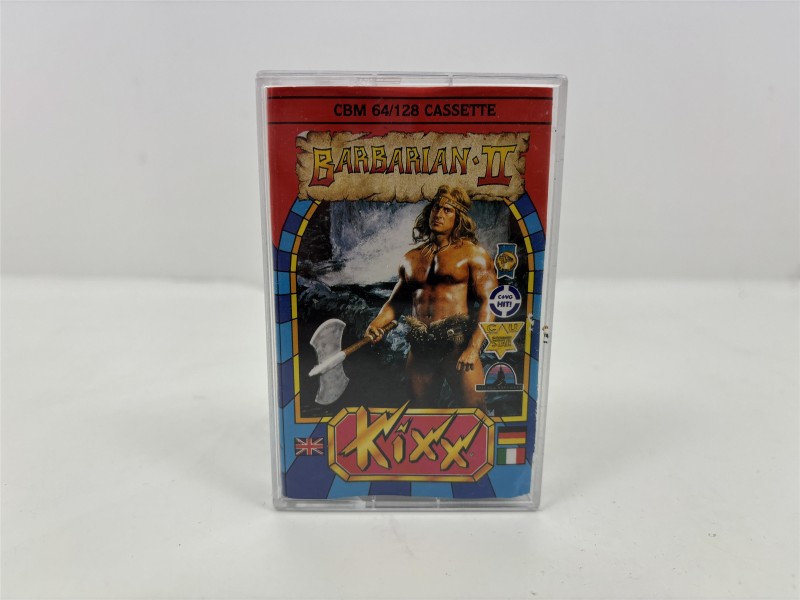 CBM 64/128 CASSETTE
BARBARIAN·II
C+VG
HIT!
Kixx